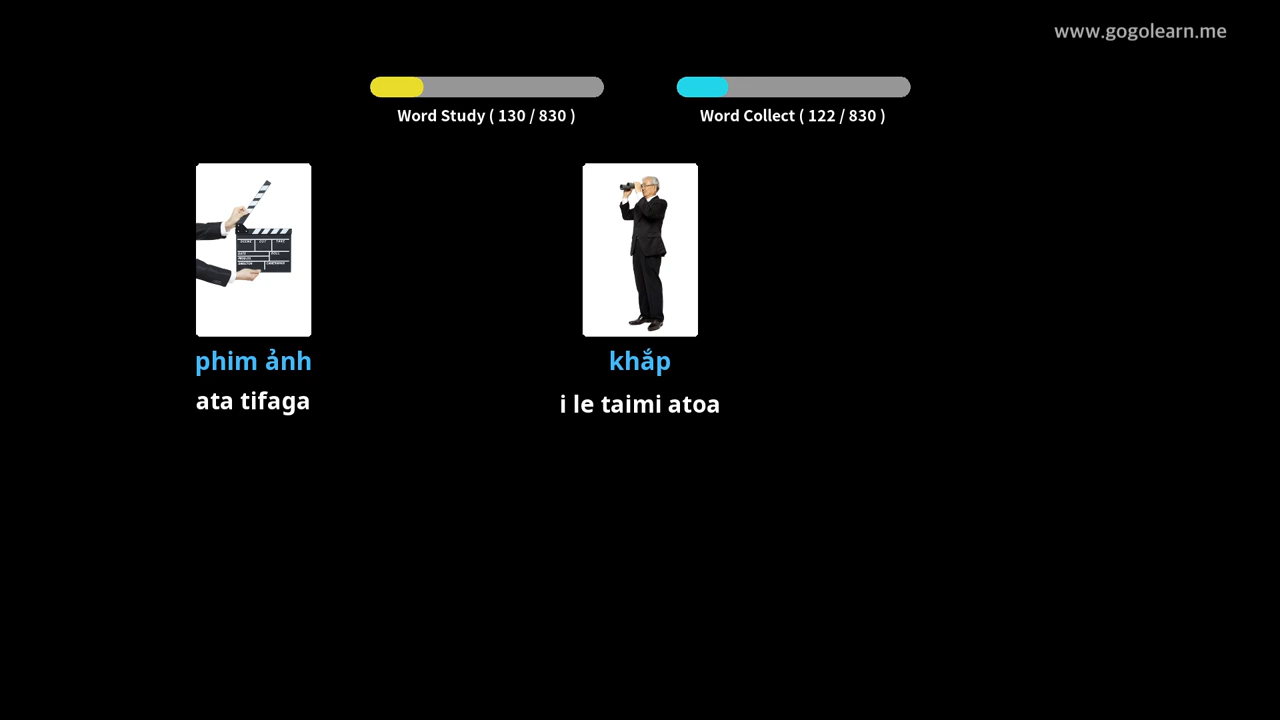 www.gogolearn.me
Word Study ( 130 / 830 )
Word Collect ( 122 / 830 )
phim ảnh
ata tifaga
khắp
i le taimi atoa